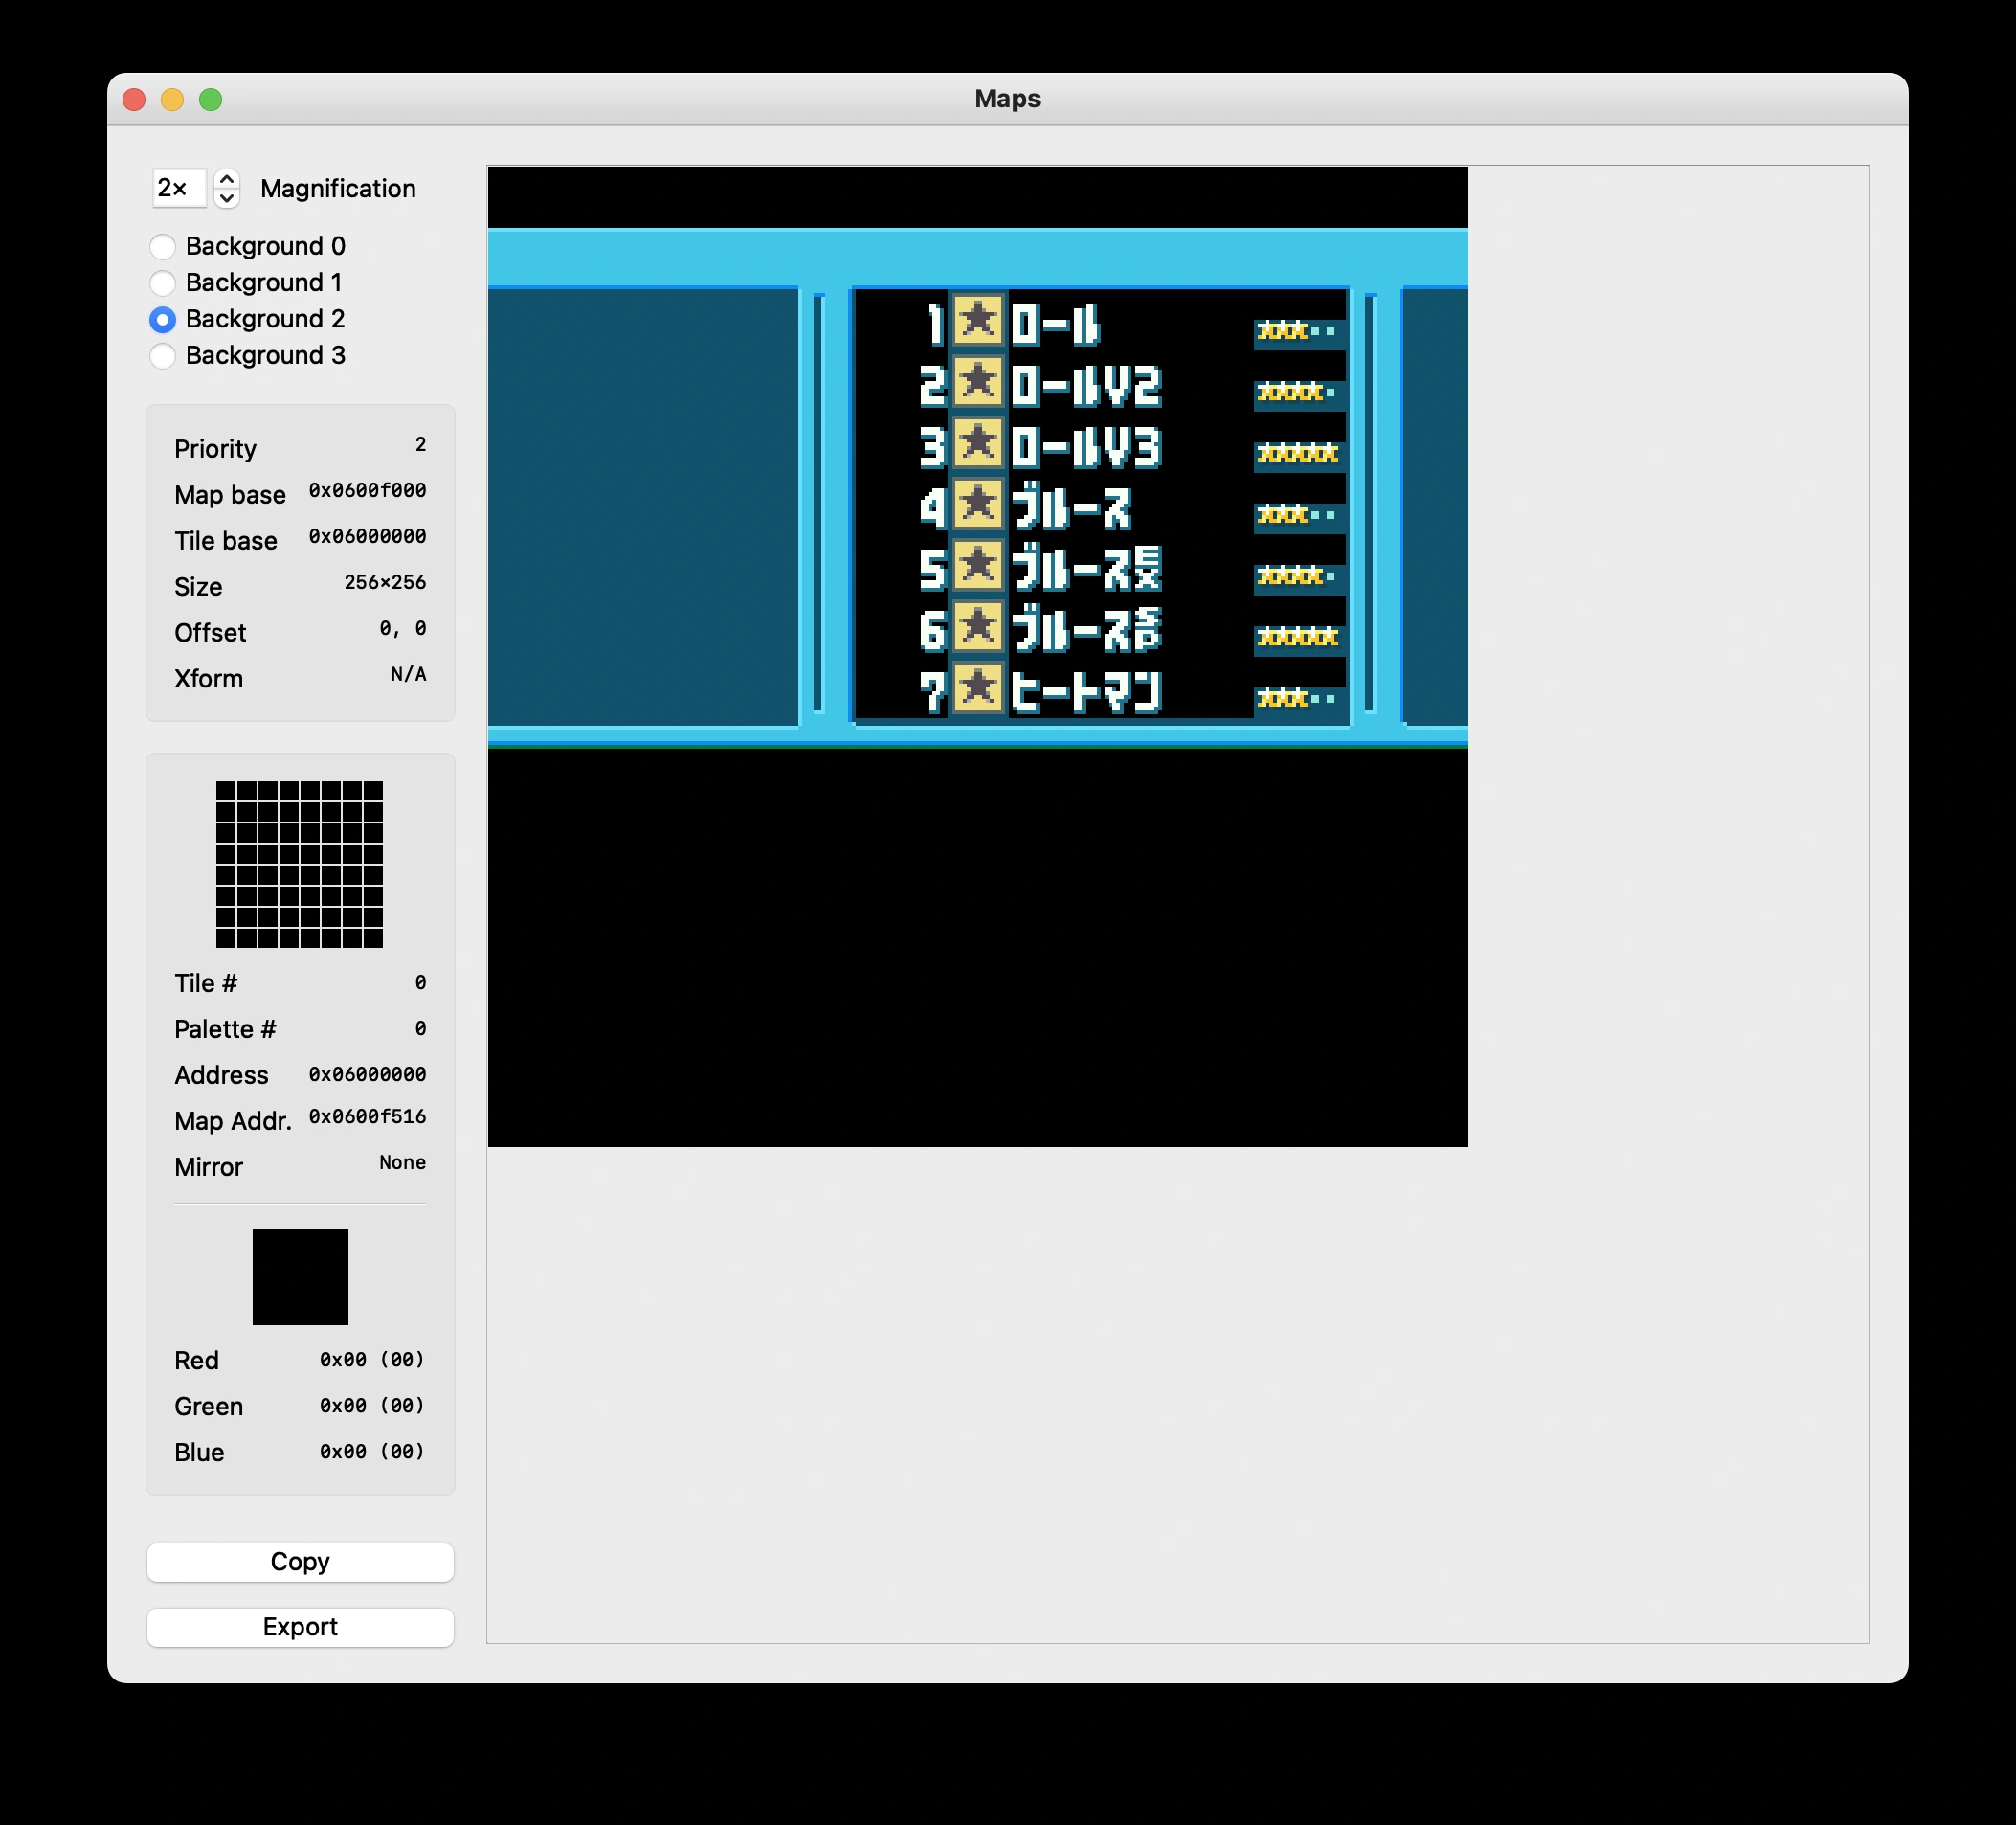 Maps
2× Magnification
Background 0
Background 1
Background 2
Background 3
Priority 2
Map base 0x0600f000
Tile base 0x06000000
Size 256×256
Offset 0, 0
Xform N/A
Tile # 0
Palette # 0
Address 0x06000000
Map Addr. 0x0600f516
Mirror None
Red 0x00 (00)
Green 0x00 (00)
Blue 0x00 (00)
Copy
Export
1 ロール
2 ロールV2
3 ロールV3
4 ブルース
5 ブルースEX
6 ブルースSP
7 ヒートマン